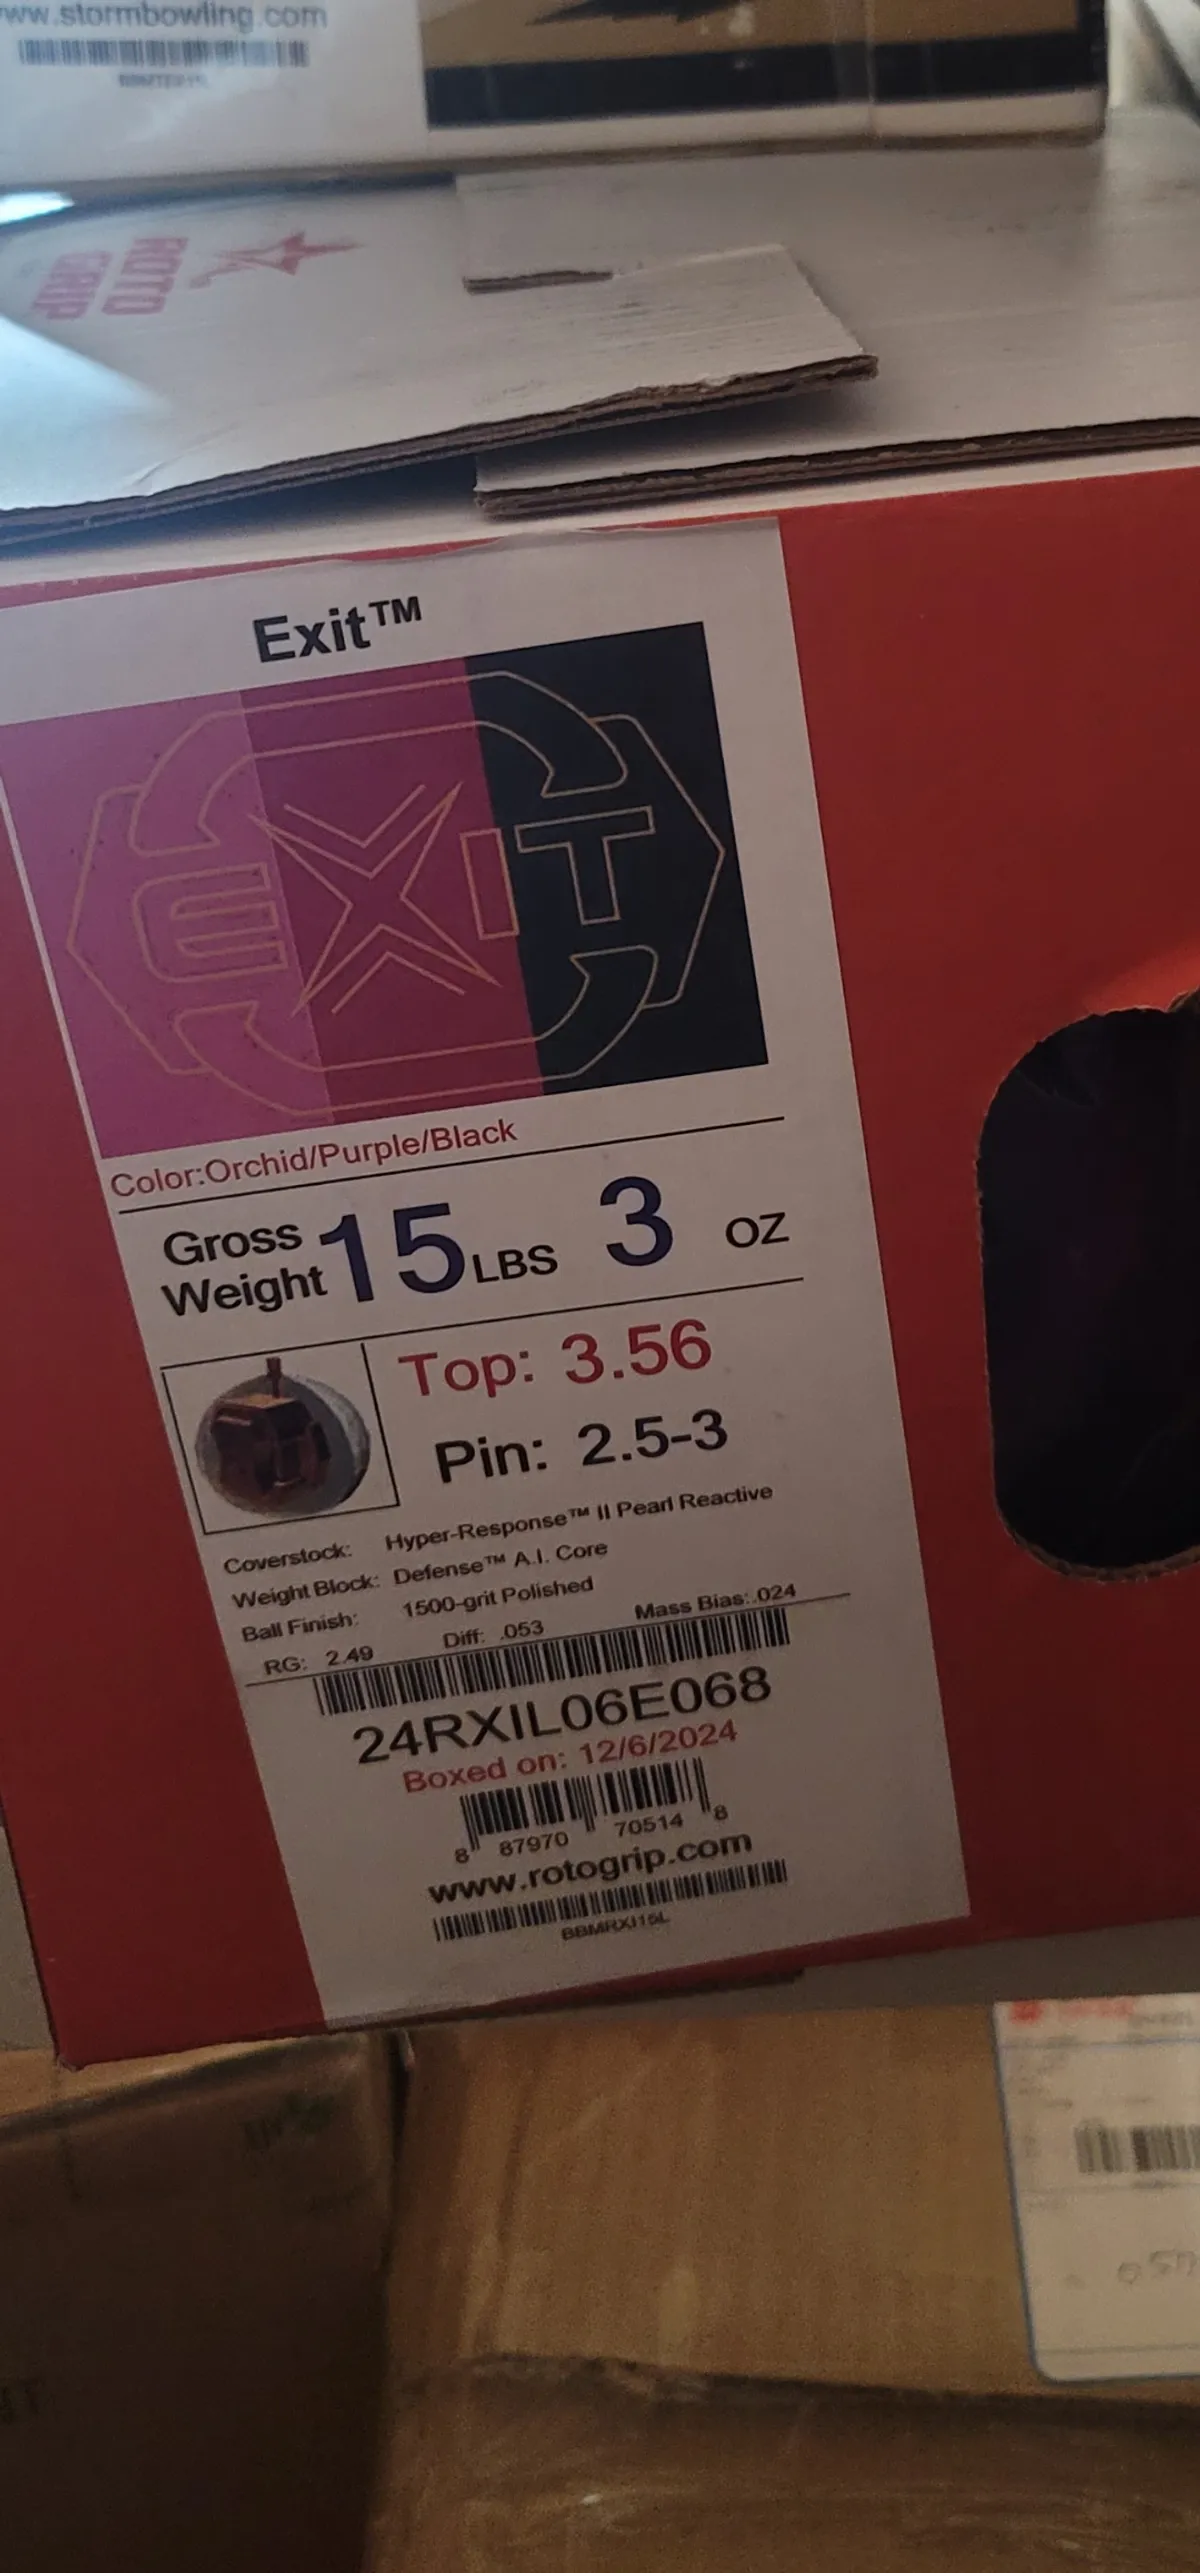 www.stormbowling.com
ROTO
GRIP
Exit™
EXIT
Color:Orchid/Purple/Black
Gross Weight 15 LBS 3 OZ
Top: 3.56
Pin: 2.5-3
Coverstock: Hyper-Response™ II Pearl Reactive
Weight Block: Defense™ A.I. Core
Ball Finish: 1500-grit Polished
RG: 2.49 Diff: .053 Mass Bias:.024
24RXIL06E068
Boxed on: 12/6/2024
8 87970 70514 8
www.rotogrip.com
BBMRXI15L